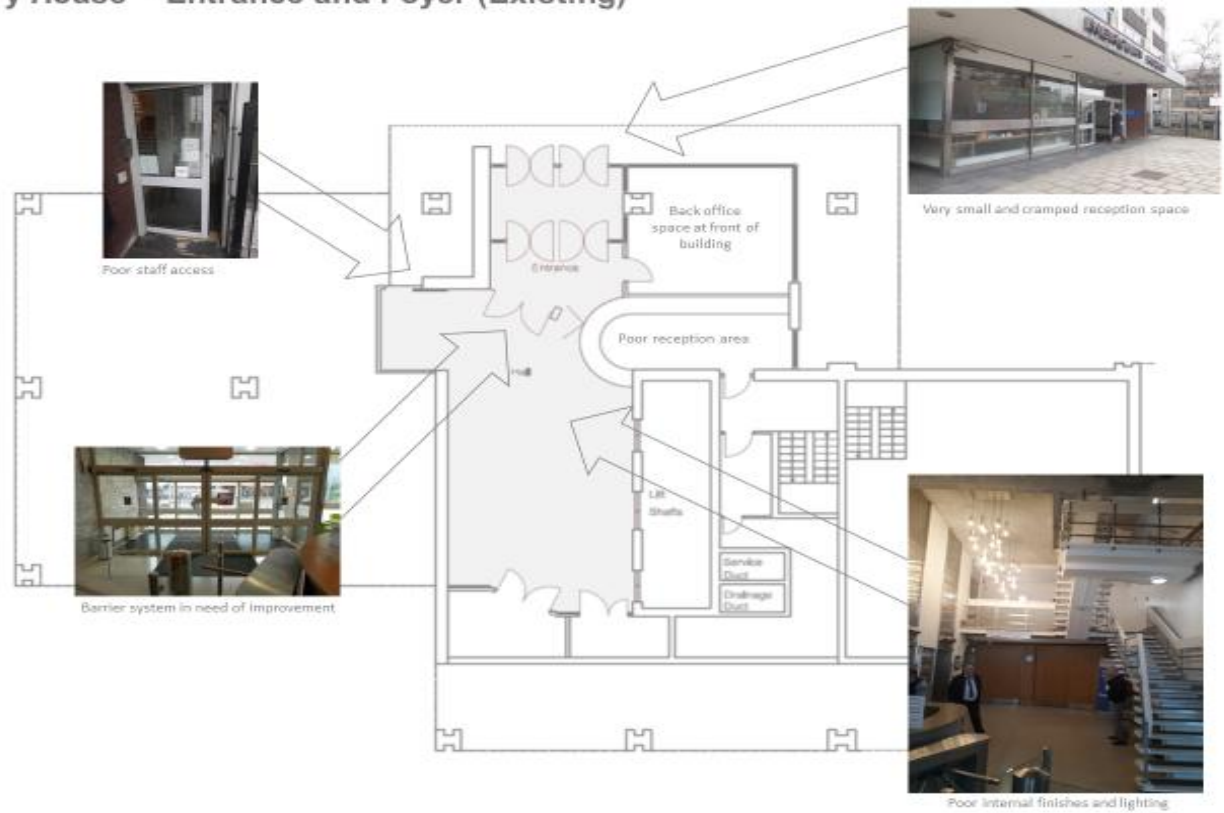 y House – Entrance and Foyer (Existing)
Very small and cramped reception space
Poor staff access
Back office
space at front of
building
Entrance
Poor reception area
Hall
Barrier system in need of improvement
Lift
Shafts
Service
Duct
Drainage
Duct
Poor internal finishes and lighting